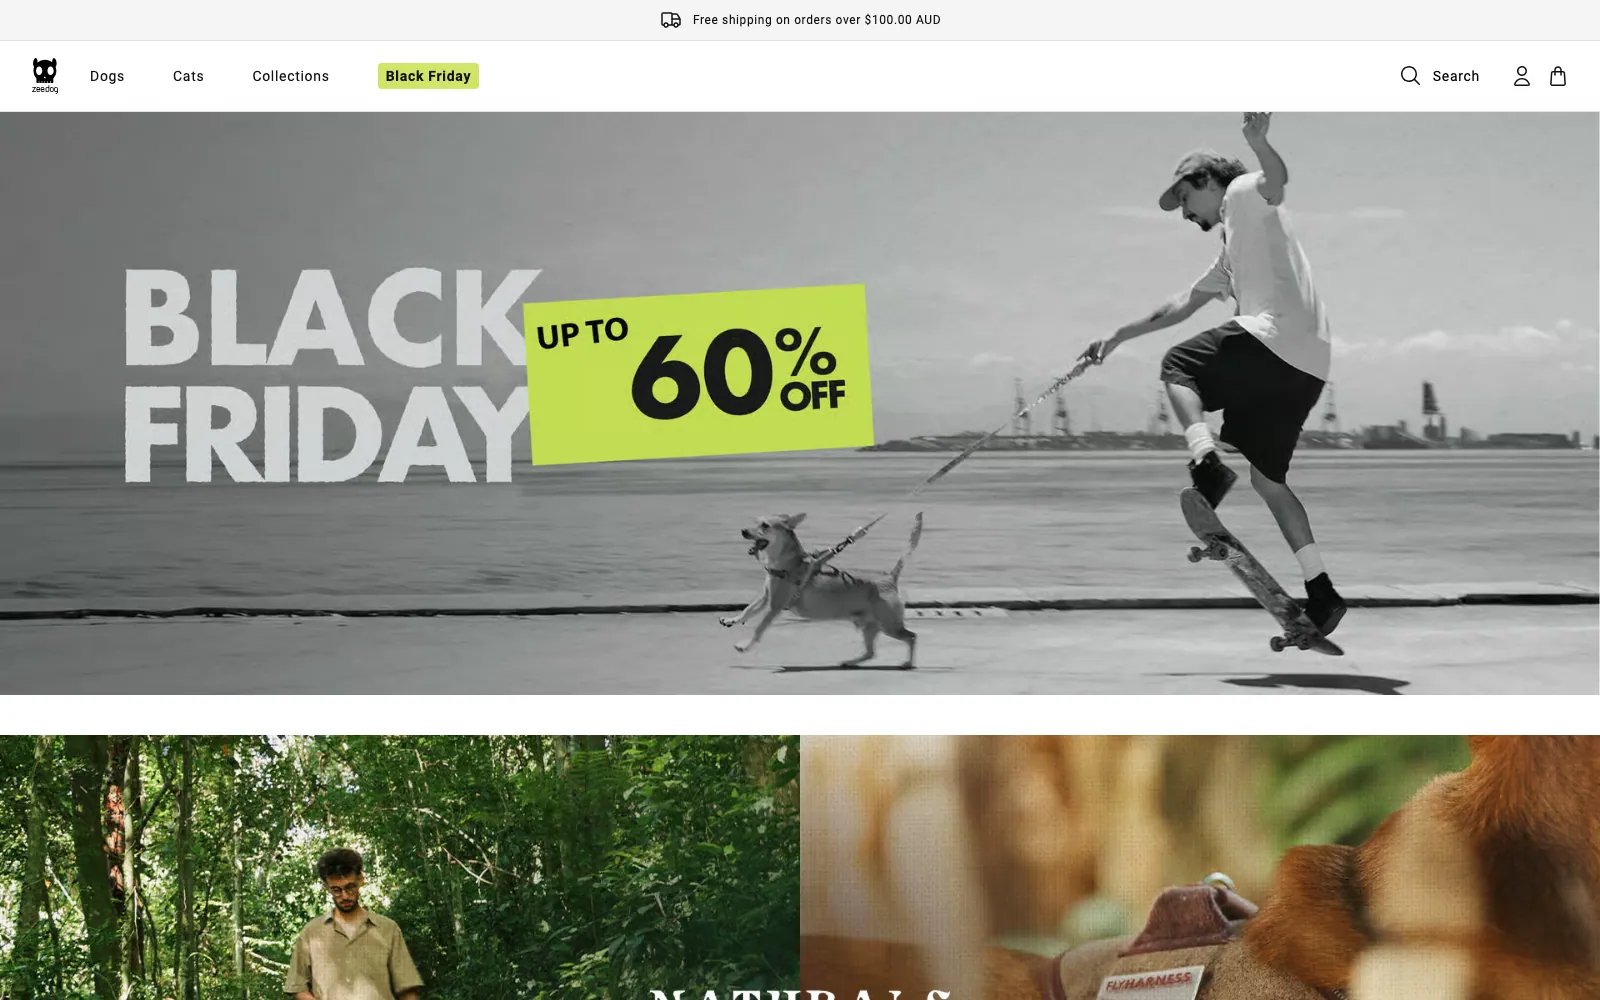 Free shipping on orders over $100.00 AUD
zeedog
Dogs
Cats
Collections
Black Friday
Search
BLACK
FRIDAY
UP TO
60%
OFF
FLYHARNESS
NATURALS